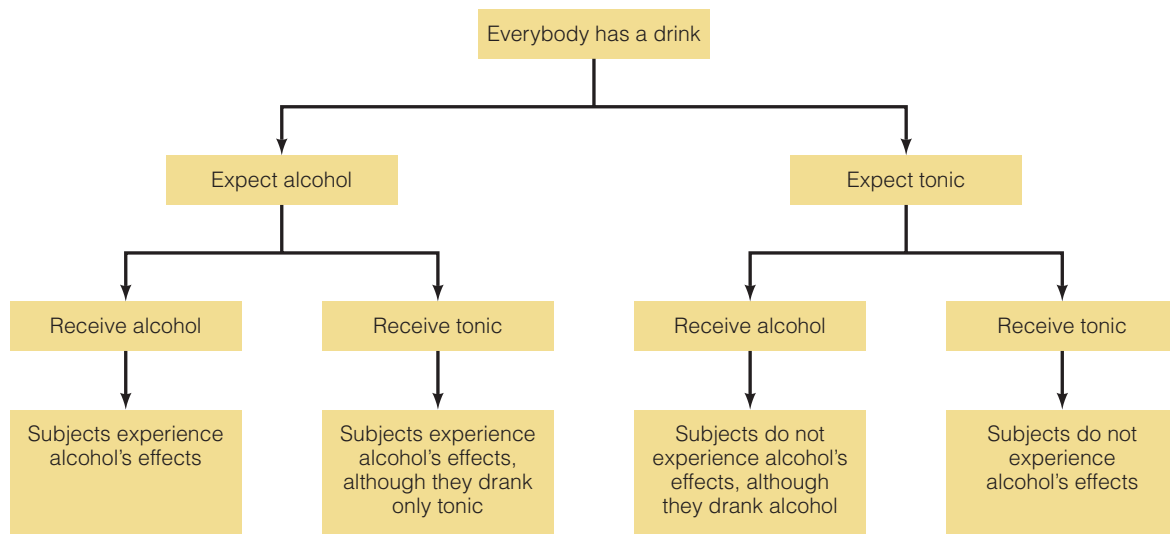 Everybody has a drink
Expect alcohol
Expect tonic
Receive alcohol
Receive tonic
Receive alcohol
Receive tonic
Subjects experience
alcohol’s effects
Subjects experience
alcohol’s effects,
although they drank
only tonic
Subjects do not
experience alcohol’s
effects, although
they drank alcohol
Subjects do not
experience
alcohol’s effects